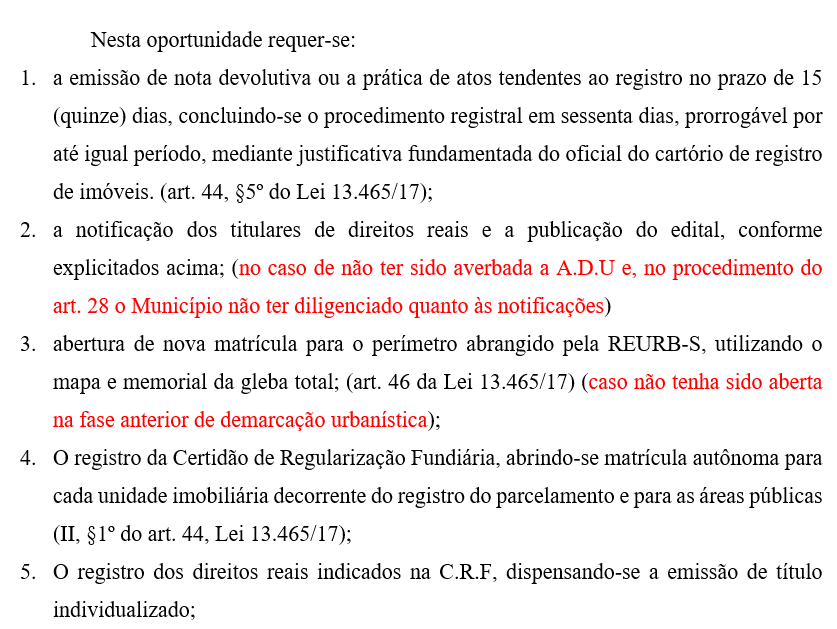 Nesta oportunidade requer-se:
1. a emissão de nota devolutiva ou a prática de atos tendentes ao registro no prazo de 15
(quinze) dias, concluindo-se o procedimento registral em sessenta dias, prorrogável por
até igual período, mediante justificativa fundamentada do oficial do cartório de registro
de imóveis. (art. 44, §5º do Lei 13.465/17);
2. a notificação dos titulares de direitos reais e a publicação do edital, conforme
explicitados acima; (no caso de não ter sido averbada a A.D.U e, no procedimento do
art. 28 o Município não ter diligenciado quanto às notificações)
3. abertura de nova matrícula para o perímetro abrangido pela REURB-S, utilizando o
mapa e memorial da gleba total; (art. 46 da Lei 13.465/17) (caso não tenha sido aberta
na fase anterior de demarcação urbanística);
4. O registro da Certidão de Regularização Fundiária, abrindo-se matrícula autônoma para
cada unidade imobiliária decorrente do registro do parcelamento e para as áreas públicas
(II, §1º do art. 44, Lei 13.465/17);
5. O registro dos direitos reais indicados na C.R.F, dispensando-se a emissão de título
individualizado;